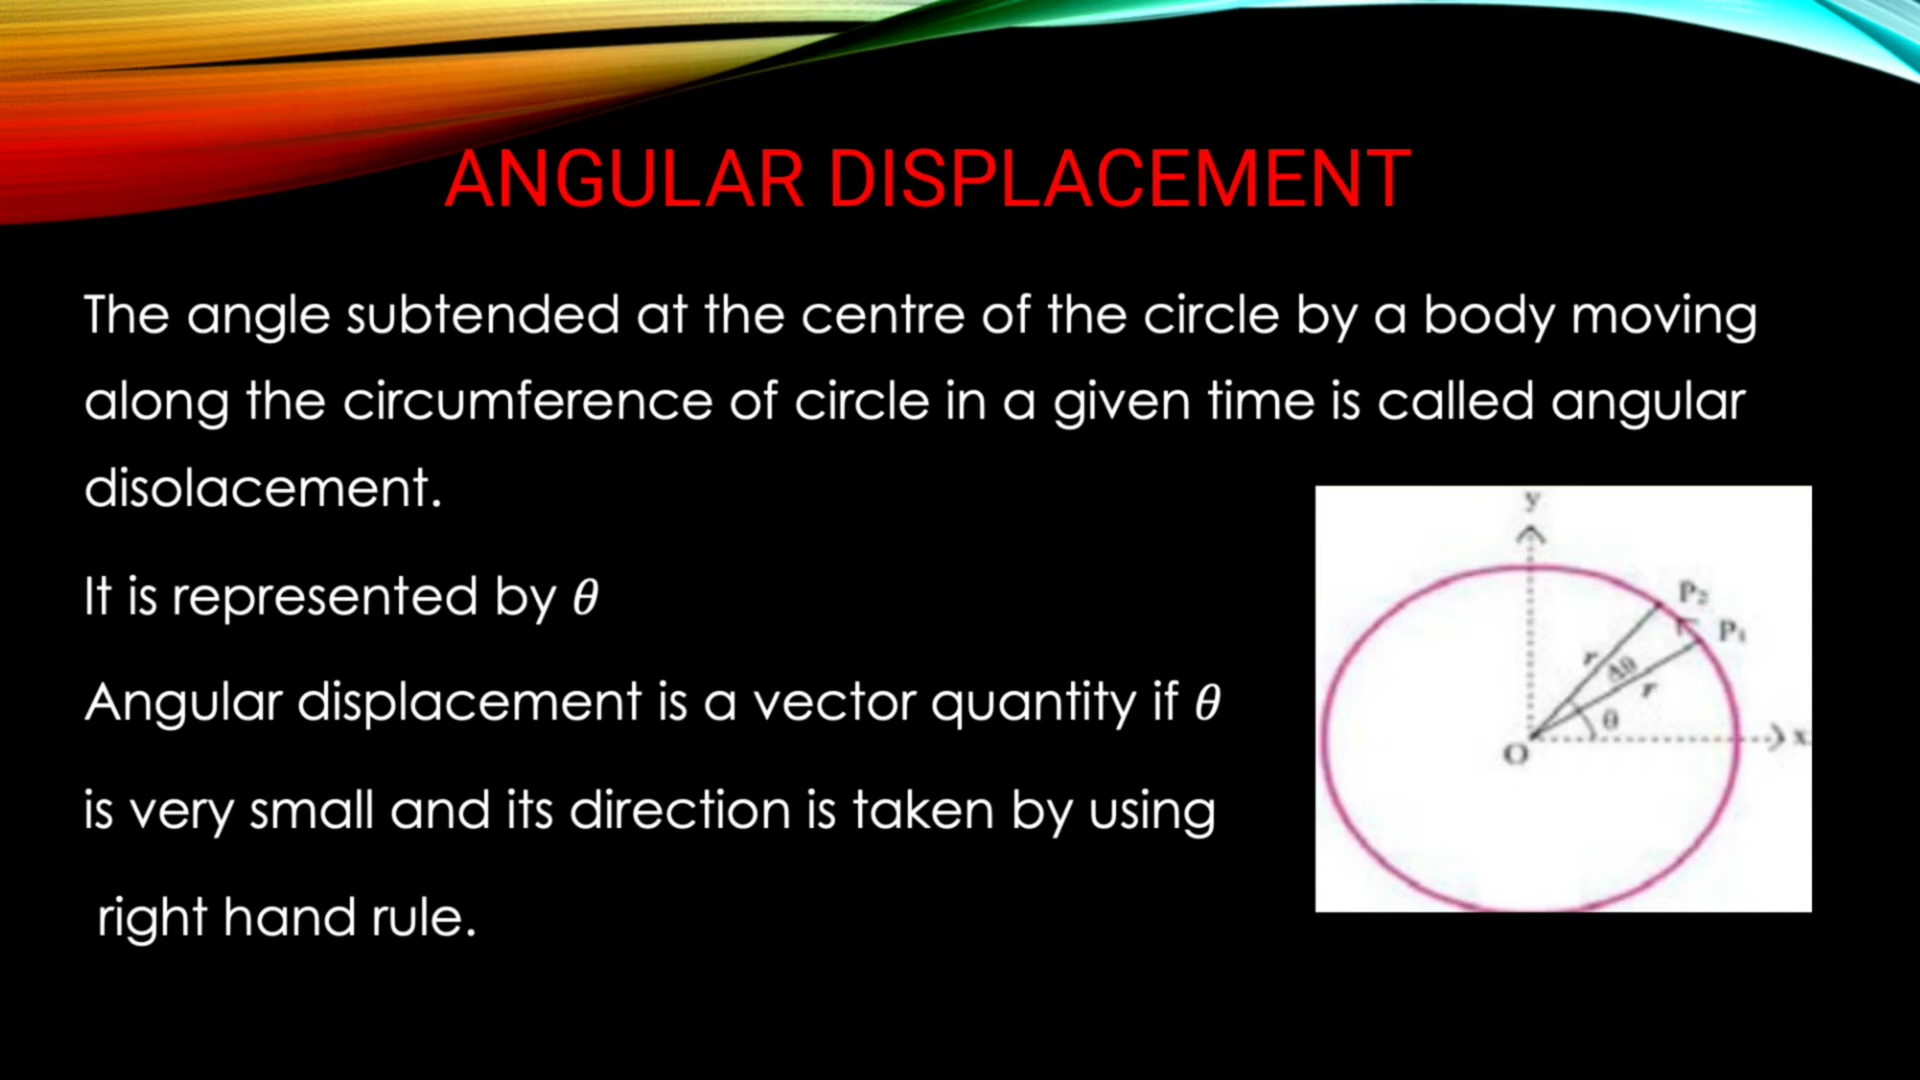 ANGULAR DISPLACEMENT
The angle subtended at the centre of the circle by a body moving
along the circumference of circle in a given time is called angular
disolacement.
It is represented by θ
Angular displacement is a vector quantity if θ
is very small and its direction is taken by using
right hand rule.
y
P₂
P₁
r
Δθ
r
θ
O
x